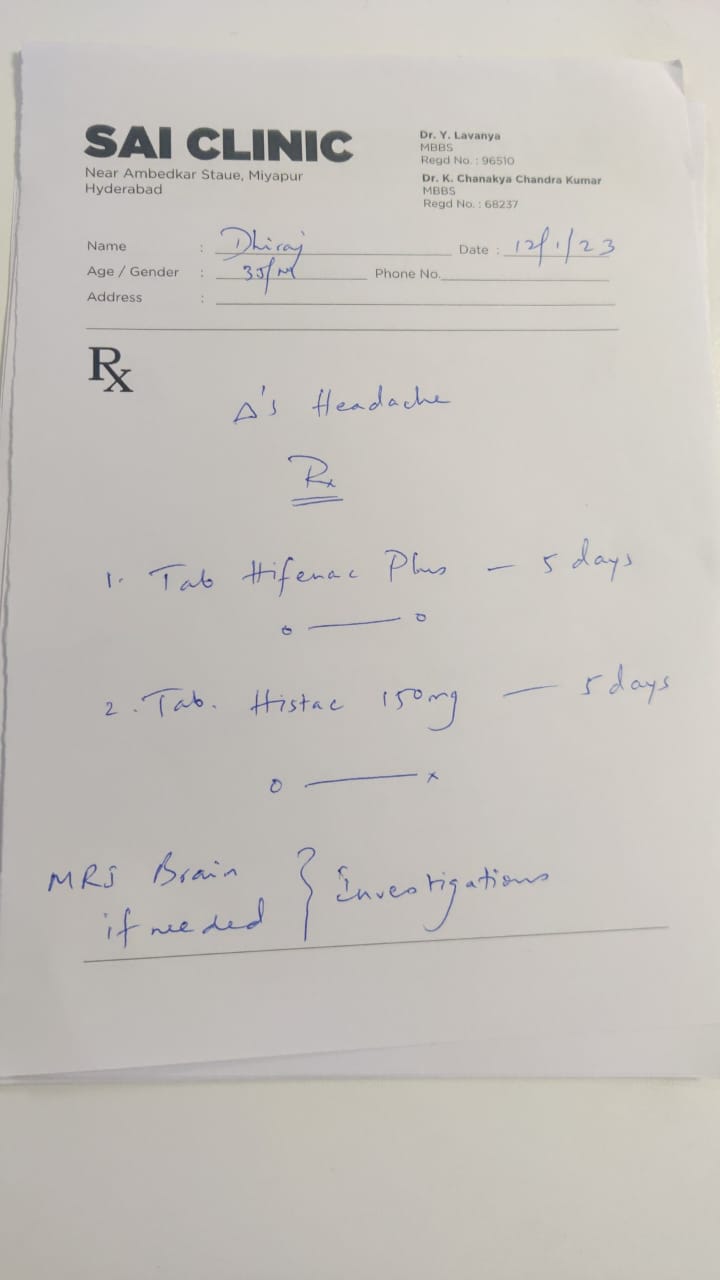 SAI CLINIC
Near Ambedkar Staue, Miyapur
Hyderabad
Dr. Y. Lavanya
MBBS
Regd No. : 96510
Dr. K. Chanakya Chandra Kumar
MBBS
Regd No. : 68237
Name : Dhiraj Date : 12/1/23
Age / Gender : 35/M Phone No.
Address :
Rx
Δ's Headache
Rx
1. Tab Hifenac Plus — 5 days
o — o
2. Tab. Histac 150mg — 5 days
o — x
MRI Brain
if needed } Investigations